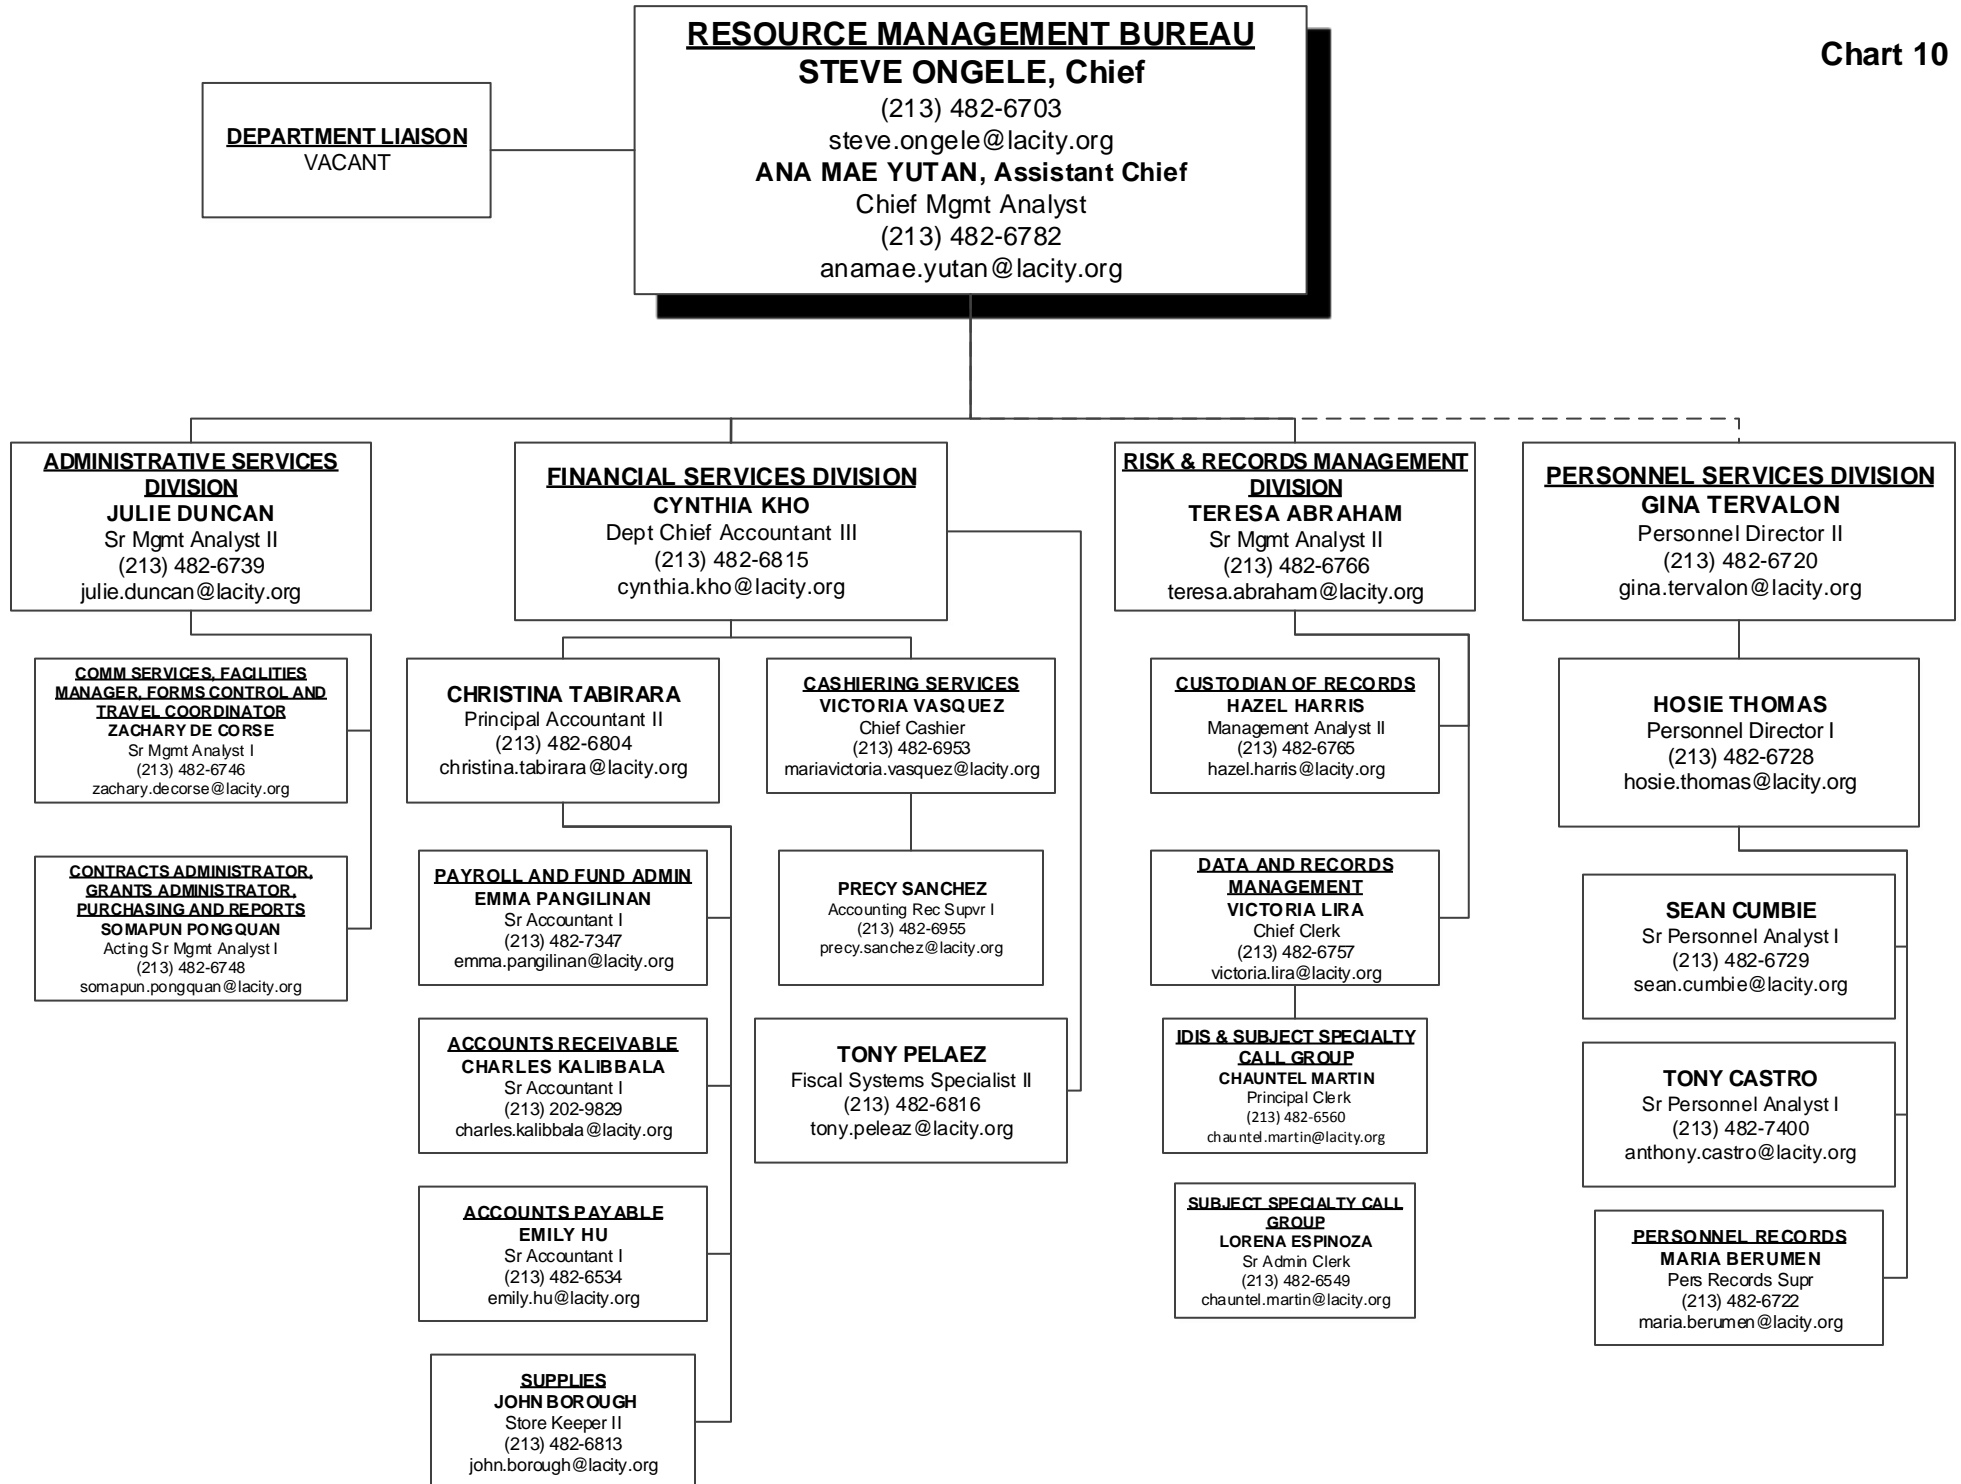 Chart 10
RESOURCE MANAGEMENT BUREAU
STEVE ONGELE, Chief
(213) 482-6703
steve.ongele@lacity.org
ANA MAE YUTAN, Assistant Chief
Chief Mgmt Analyst
(213) 482-6782
anamae.yutan@lacity.org
DEPARTMENT LIAISON
VACANT
ADMINISTRATIVE SERVICES
DIVISION
JULIE DUNCAN
Sr Mgmt Analyst II
(213) 482-6739
julie.duncan@lacity.org
COMM SERVICES, FACILITIES
MANAGER, FORMS CONTROL AND
TRAVEL COORDINATOR
ZACHARY DE CORSE
Sr Mgmt Analyst I
(213) 482-6746
zachary.decorse@lacity.org
CONTRACTS ADMINISTRATOR,
GRANTS ADMINISTRATOR,
PURCHASING AND REPORTS
SOMAPUN PONGQUAN
Acting Sr Mgmt Analyst I
(213) 482-6748
somapun.pongquan@lacity.org
FINANCIAL SERVICES DIVISION
CYNTHIA KHO
Dept Chief Accountant III
(213) 482-6815
cynthia.kho@lacity.org
CHRISTINA TABIRARA
Principal Accountant II
(213) 482-6804
christina.tabirara@lacity.org
PAYROLL AND FUND ADMIN
EMMA PANGILINAN
Sr Accountant I
(213) 482-7347
emma.pangilinan@lacity.org
ACCOUNTS RECEIVABLE
CHARLES KALIBBALA
Sr Accountant I
(213) 202-9829
charles.kalibbala@lacity.org
ACCOUNTS PAYABLE
EMILY HU
Sr Accountant I
(213) 482-6534
emily.hu@lacity.org
SUPPLIES
JOHN BOROUGH
Store Keeper II
(213) 482-6813
john.borough@lacity.org
CASHIERING SERVICES
VICTORIA VASQUEZ
Chief Cashier
(213) 482-6953
mariavictoria.vasquez@lacity.org
PRECY SANCHEZ
Accounting Rec Supvr I
(213) 482-6955
precy.sanchez@lacity.org
TONY PELAEZ
Fiscal Systems Specialist II
(213) 482-6816
tony.peleaz@lacity.org
RISK & RECORDS MANAGEMENT
DIVISION
TERESA ABRAHAM
Sr Mgmt Analyst II
(213) 482-6766
teresa.abraham@lacity.org
CUSTODIAN OF RECORDS
HAZEL HARRIS
Management Analyst II
(213) 482-6765
hazel.harris@lacity.org
DATA AND RECORDS
MANAGEMENT
VICTORIA LIRA
Chief Clerk
(213) 482-6757
victoria.lira@lacity.org
IDIS & SUBJECT SPECIALTY
CALL GROUP
CHAUNTEL MARTIN
Principal Clerk
(213) 482-6560
chauntel.martin@lacity.org
SUBJECT SPECIALTY CALL
GROUP
LORENA ESPINOZA
Sr Admin Clerk
(213) 482-6549
chauntel.martin@lacity.org
PERSONNEL SERVICES DIVISION
GINA TERVALON
Personnel Director II
(213) 482-6720
gina.tervalon@lacity.org
HOSIE THOMAS
Personnel Director I
(213) 482-6728
hosie.thomas@lacity.org
SEAN CUMBIE
Sr Personnel Analyst I
(213) 482-6729
sean.cumbie@lacity.org
TONY CASTRO
Sr Personnel Analyst I
(213) 482-7400
anthony.castro@lacity.org
PERSONNEL RECORDS
MARIA BERUMEN
Pers Records Supr
(213) 482-6722
maria.berumen@lacity.org